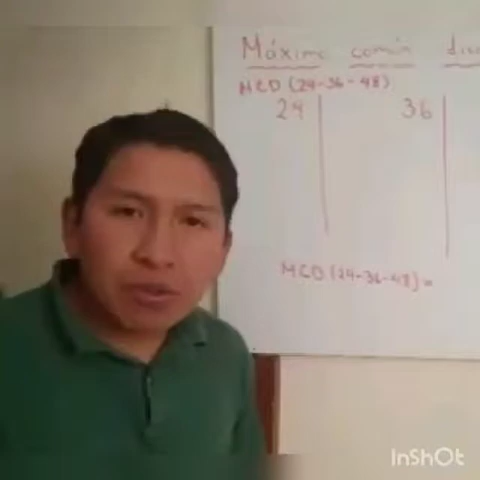 Máximo común
MCD (24-36-48)
24 36
MCD (24-36-48) =
InShOt